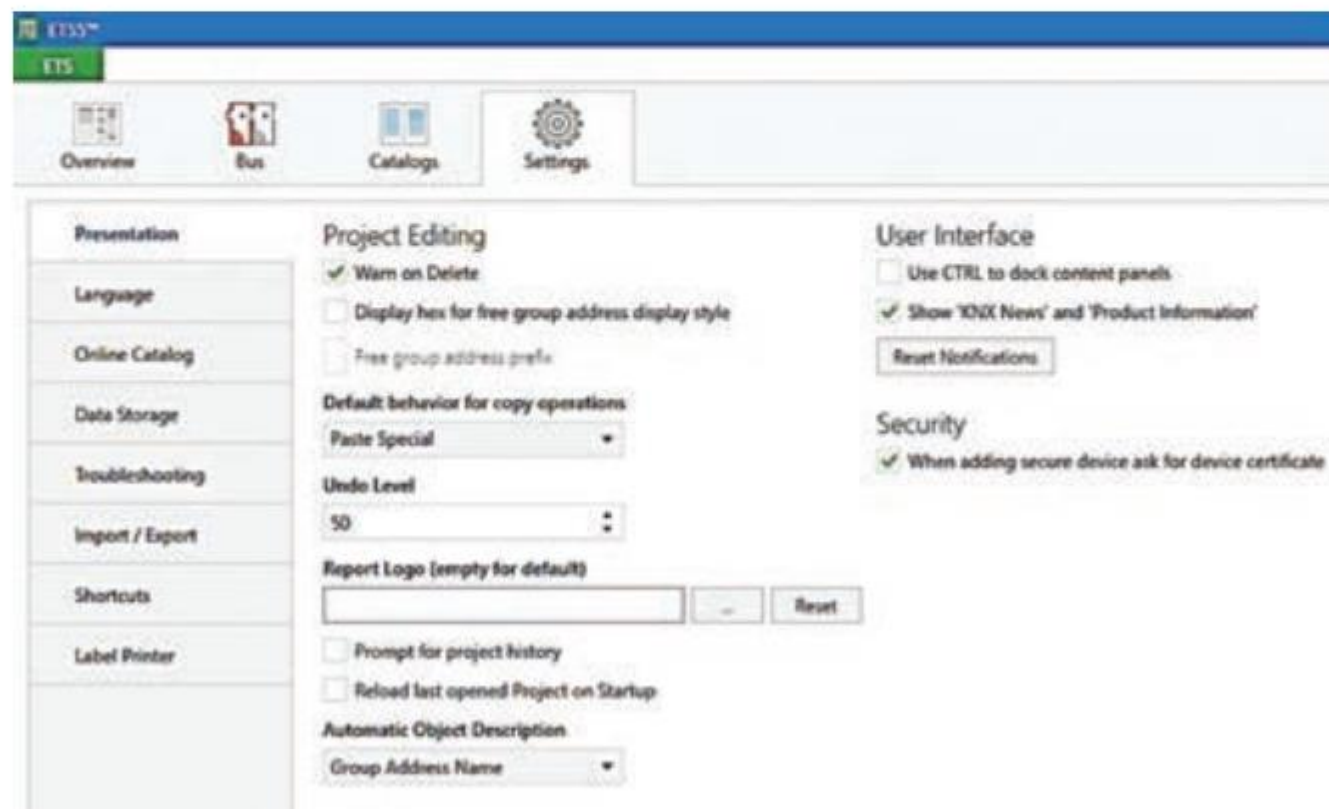 ETS5™
ETS
Overview
Bus
Catalogs
Settings
Presentation
Language
Online Catalog
Data Storage
Troubleshooting
Import / Export
Shortcuts
Label Printer
Project Editing
Warn on Delete
Display hex for free group address display style
Free group address prefix
Default behavior for copy operations
Paste Special
Undo Level
50
Report Logo (empty for default)
...
Reset
Prompt for project history
Reload last opened Project on Startup
Automatic Object Description
Group Address Name
User Interface
Use CTRL to dock content panels
Show 'KNX News' and 'Product Information'
Reset Notifications
Security
When adding secure device ask for device certificate